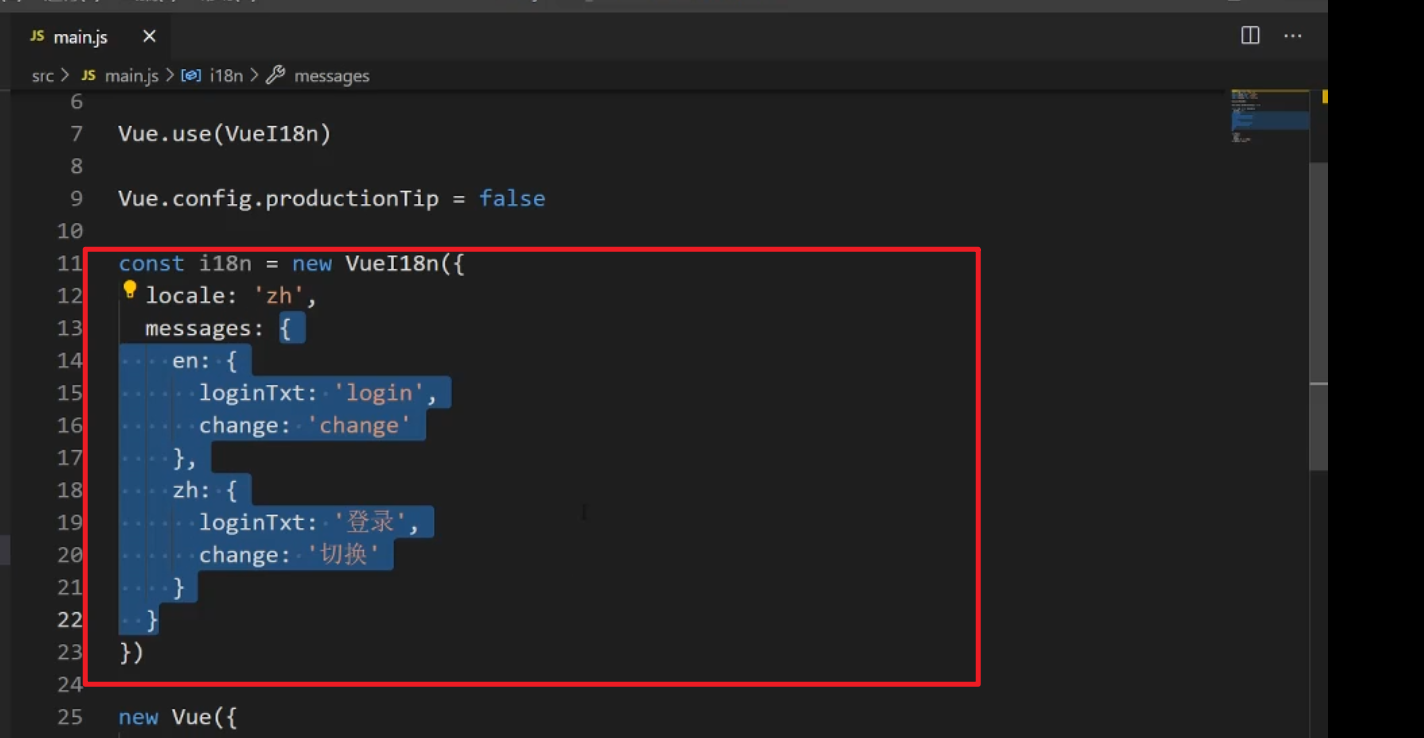 JS main.js ×
src > JS main.js > i18n > messages
6
7 Vue.use(VueI18n)
8
9 Vue.config.productionTip = false
10
11 const i18n = new VueI18n({
12 locale: 'zh',
13 messages: {
14 en: {
15 loginTxt: 'login',
16 change: 'change'
17 },
18 zh: {
19 loginTxt: '登录',
20 change: '切换'
21 }
22 }
23 })
24
25 new Vue({